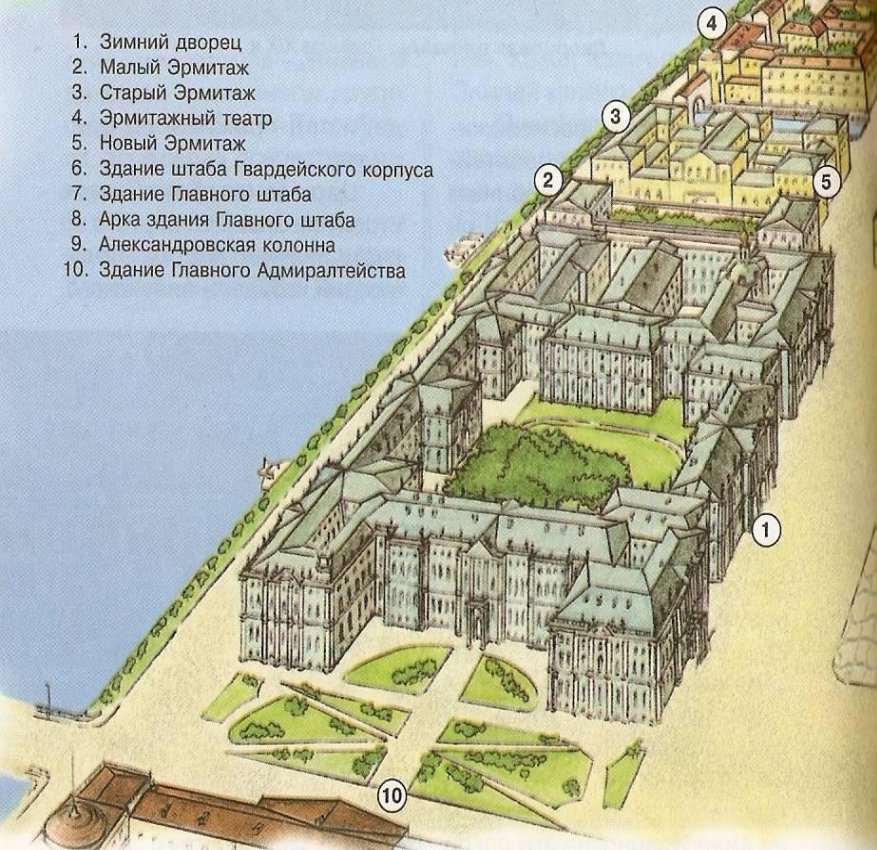 1. Зимний дворец
2. Малый Эрмитаж
3. Старый Эрмитаж
4. Эрмитажный театр
5. Новый Эрмитаж
6. Здание штаба Гвардейского корпуса
7. Здание Главного штаба
8. Арка здания Главного штаба
9. Александровская колонна
10. Здание Главного Адмиралтейства
4
3
2
5
1
10